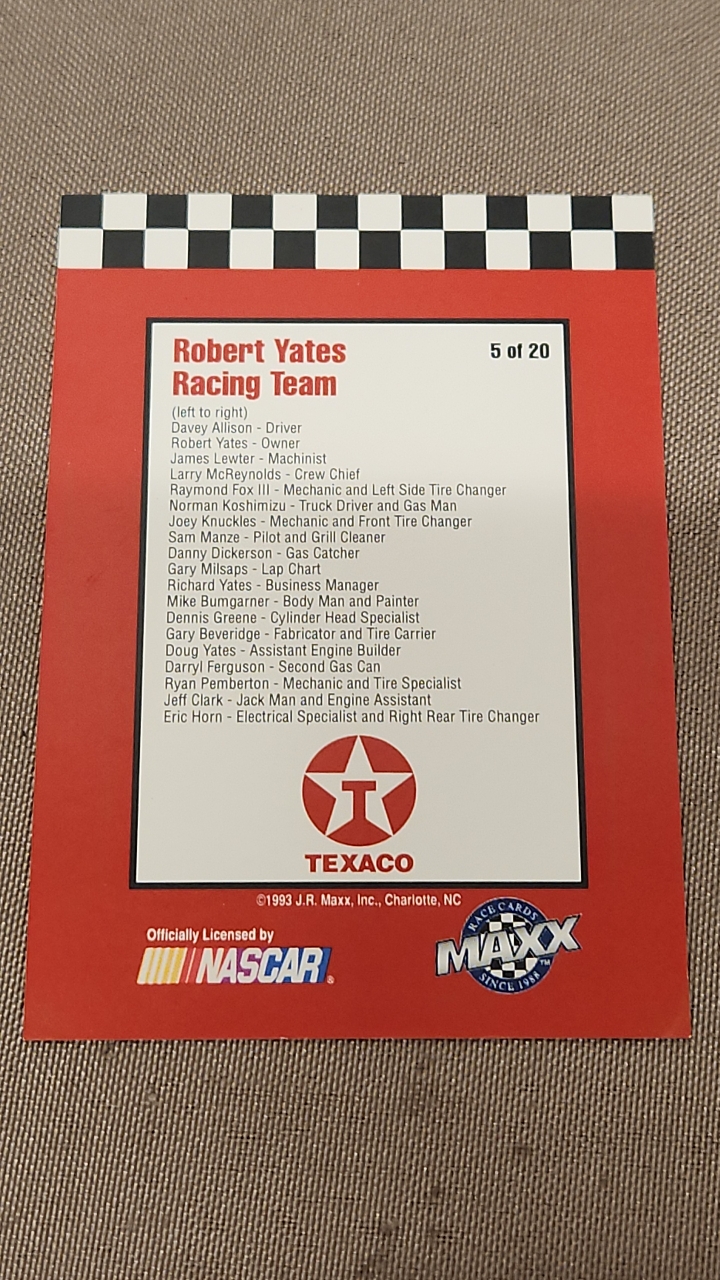 Robert Yates
Racing Team
5 of 20
(left to right)
Davey Allison - Driver
Robert Yates - Owner
James Lewter - Machinist
Larry McReynolds - Crew Chief
Raymond Fox III - Mechanic and Left Side Tire Changer
Norman Koshimizu - Truck Driver and Gas Man
Joey Knuckles - Mechanic and Front Tire Changer
Sam Manze - Pilot and Grill Cleaner
Danny Dickerson - Gas Catcher
Gary Milsaps - Lap Chart
Richard Yates - Business Manager
Mike Bumgarner - Body Man and Painter
Dennis Greene - Cylinder Head Specialist
Gary Beveridge - Fabricator and Tire Carrier
Doug Yates - Assistant Engine Builder
Darryl Ferguson - Second Gas Can
Ryan Pemberton - Mechanic and Tire Specialist
Jeff Clark - Jack Man and Engine Assistant
Eric Horn - Electrical Specialist and Right Rear Tire Changer
T
TEXACO
©1993 J.R. Maxx, Inc., Charlotte, NC
Officially Licensed by
NASCAR®
RACE CARDS
MAXX™
SINCE 1988